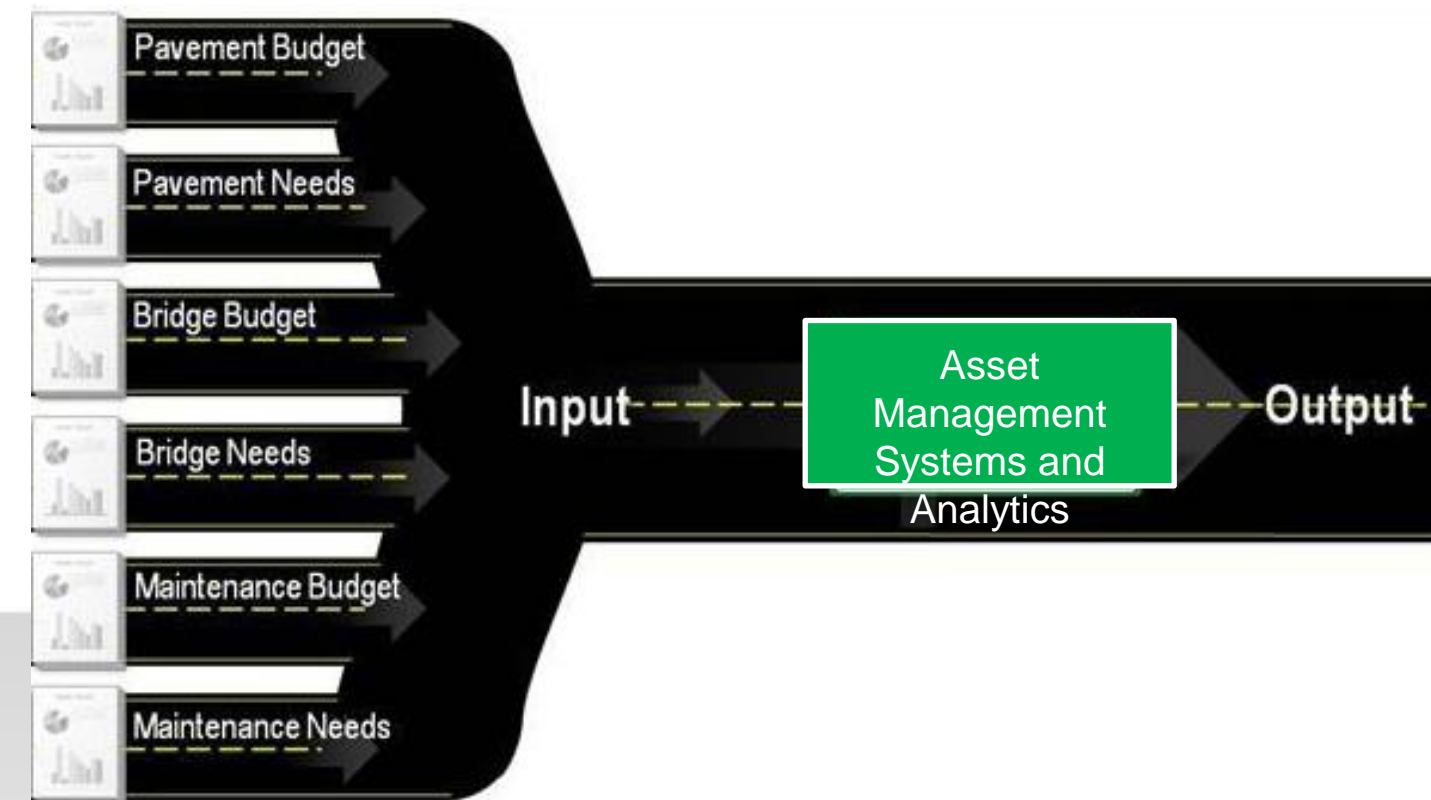 Pavement Budget
Pavement Needs
Bridge Budget
Bridge Needs
Maintenance Budget
Maintenance Needs
Input
Asset
Management
Systems and
Analytics
Output